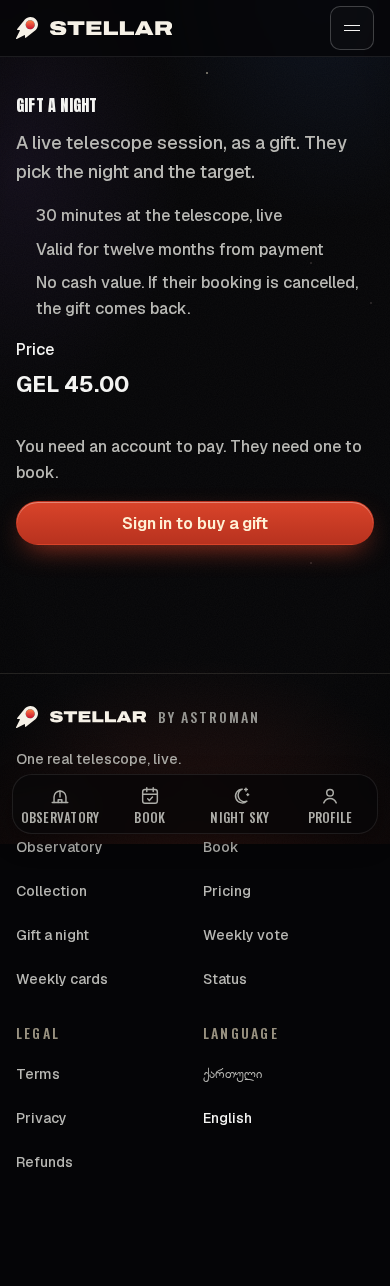 STELLAR
GIFT A NIGHT
A live telescope session, as a gift. They
pick the night and the target.
30 minutes at the telescope, live
Valid for twelve months from payment
No cash value. If their booking is cancelled,
the gift comes back.
Price
GEL 45.00
You need an account to pay. They need one to
book.
Sign in to buy a gift
STELLAR BY ASTROMAN
One real telescope, live.
OBSERVATORY BOOK NIGHT SKY PROFILE
Observatory Book
Collection Pricing
Gift a night Weekly vote
Weekly cards Status
LEGAL LANGUAGE
Terms ქართული
Privacy English
Refunds